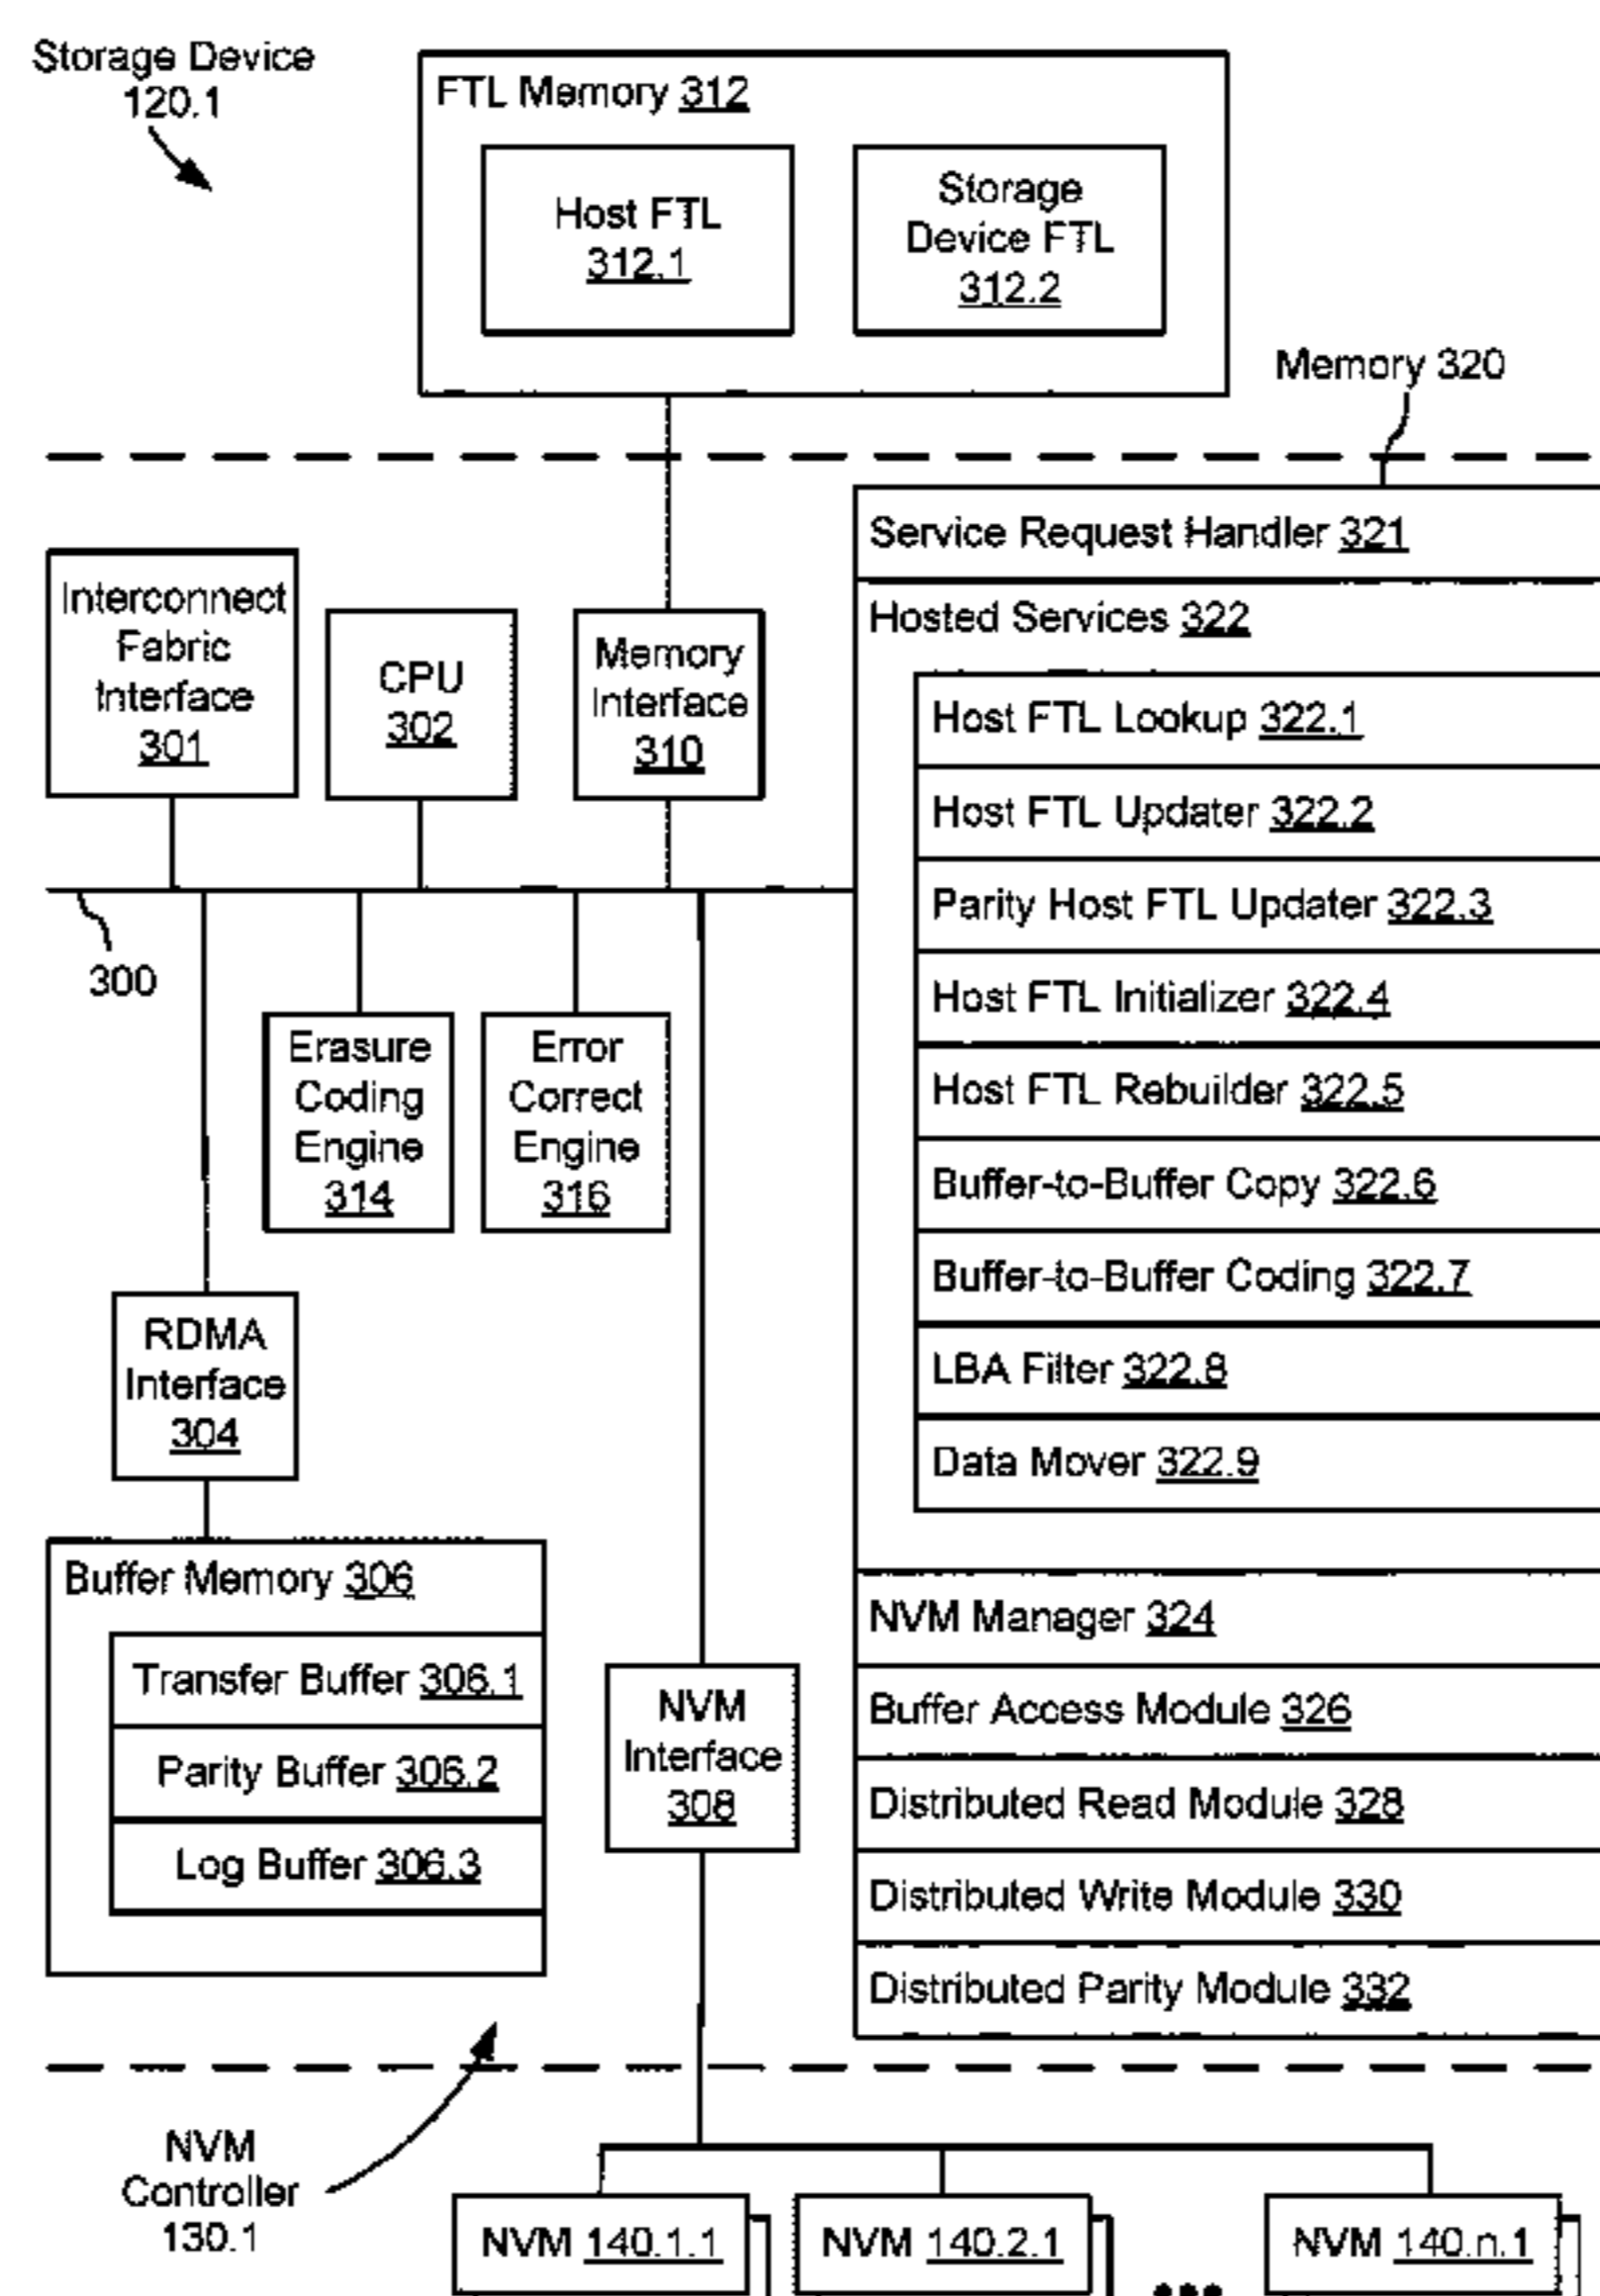 Storage Device
120.1
FTL Memory 312
Host FTL
312.1
Storage
Device FTL
312.2
Memory 320
Interconnect
Fabric
Interface
301
CPU
302
Memory
Interface
310
300
Erasure
Coding
Engine
314
Error
Correct
Engine
316
RDMA
Interface
304
Buffer Memory 306
Transfer Buffer 306.1
Parity Buffer 306.2
Log Buffer 306.3
NVM
Interface
308
Service Request Handler 321
Hosted Services 322
Host FTL Lookup 322.1
Host FTL Updater 322.2
Parity Host FTL Updater 322.3
Host FTL Initializer 322.4
Host FTL Rebuilder 322.5
Buffer-to-Buffer Copy 322.6
Buffer-to-Buffer Coding 322.7
LBA Filter 322.8
Data Mover 322.9
NVM Manager 324
Buffer Access Module 326
Distributed Read Module 328
Distributed Write Module 330
Distributed Parity Module 332
NVM
Controller
130.1
NVM 140.1.1
NVM 140.2.1
•••
NVM 140.n.1